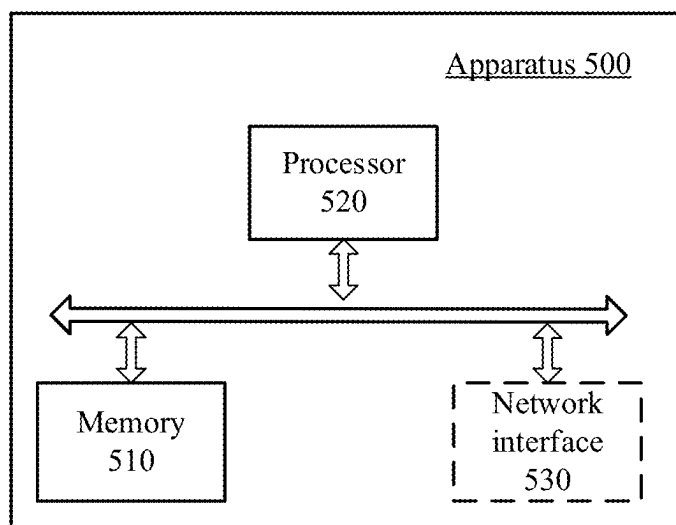 Apparatus 500
Processor
520
Memory
510
Network
interface
530